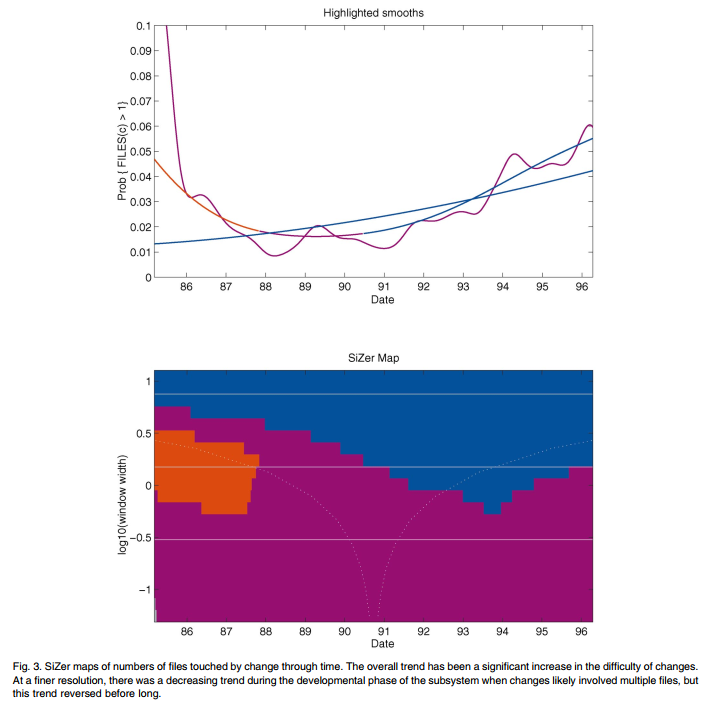 Highlighted smooths
0.1
0.09
0.08
0.07
0.06
0.05
0.04
0.03
0.02
0.01
0
Prob { FILES(c) > 1}
86 87 88 89 90 91 92 93 94 95 96
Date
SiZer Map
1
0.5
0
−0.5
−1
log10(window width)
86 87 88 89 90 91 92 93 94 95 96
Date
Fig. 3. SiZer maps of numbers of files touched by change through time. The overall trend has been a significant increase in the difficulty of changes.
At a finer resolution, there was a decreasing trend during the developmental phase of the subsystem when changes likely involved multiple files, but
this trend reversed before long.